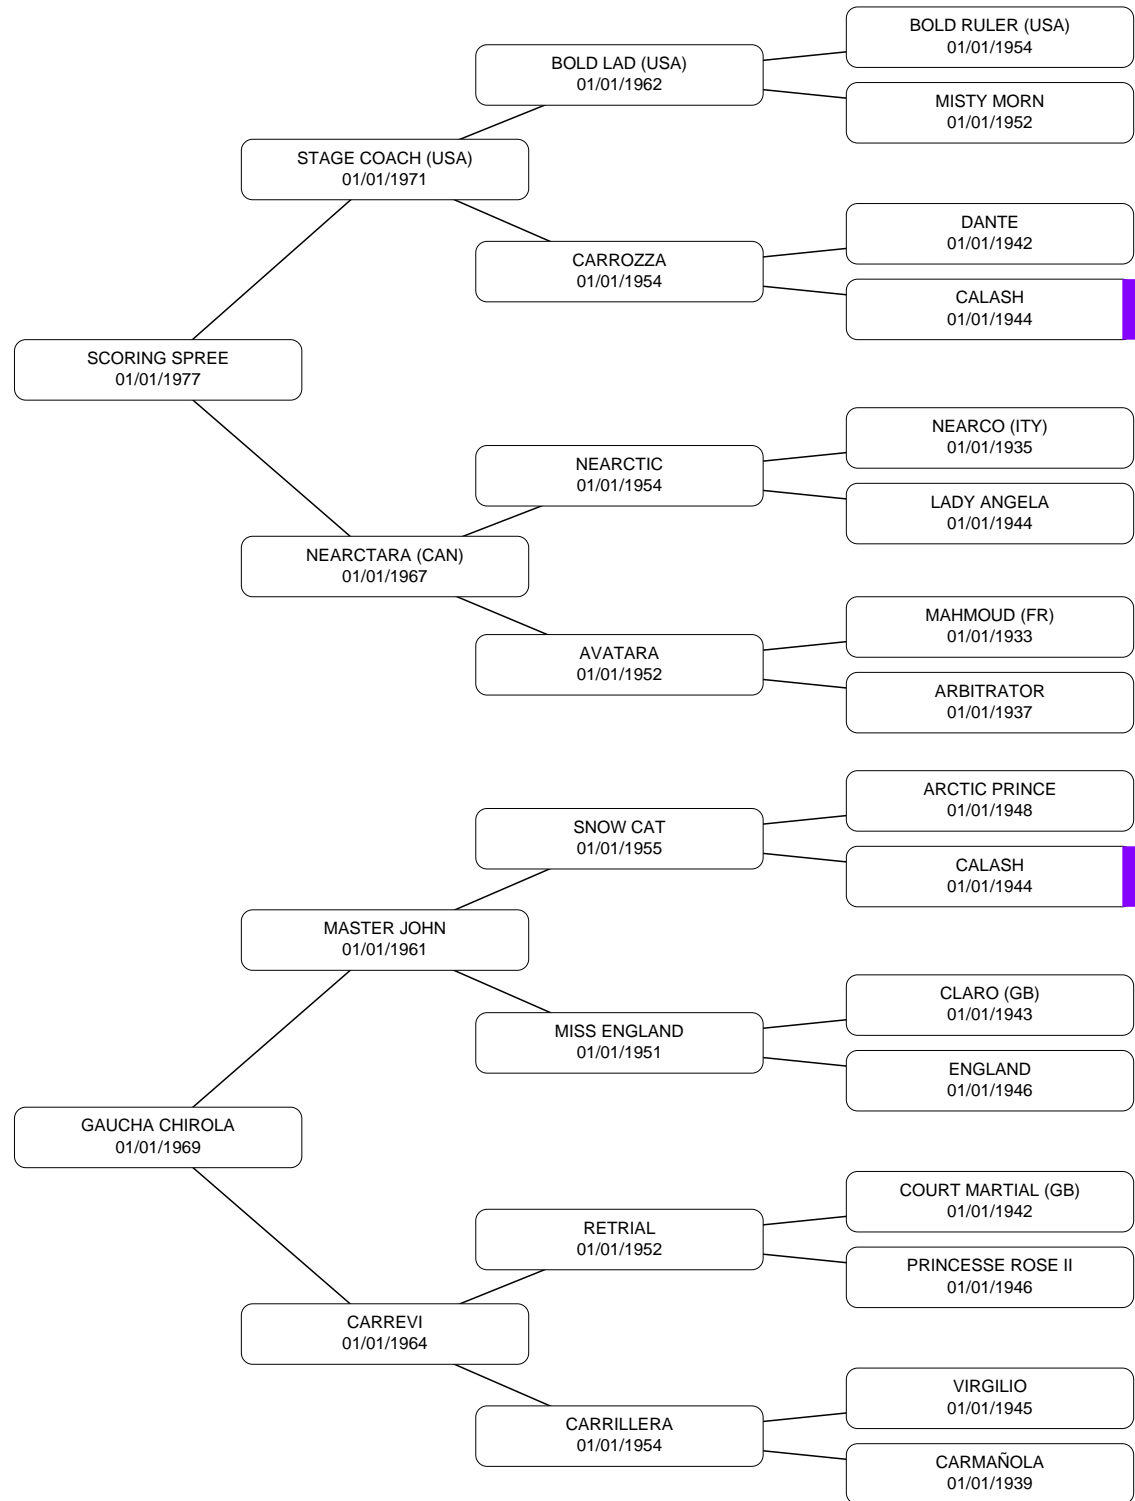 BOLD RULER (USA)
01/01/1954
BOLD LAD (USA)
01/01/1962
MISTY MORN
01/01/1952
STAGE COACH (USA)
01/01/1971
DANTE
01/01/1942
CARROZZA
01/01/1954
CALASH
01/01/1944
SCORING SPREE
01/01/1977
NEARCO (ITY)
01/01/1935
NEARCTIC
01/01/1954
LADY ANGELA
01/01/1944
NEARCTARA (CAN)
01/01/1967
MAHMOUD (FR)
01/01/1933
AVATARA
01/01/1952
ARBITRATOR
01/01/1937
ARCTIC PRINCE
01/01/1948
SNOW CAT
01/01/1955
CALASH
01/01/1944
MASTER JOHN
01/01/1961
CLARO (GB)
01/01/1943
MISS ENGLAND
01/01/1951
ENGLAND
01/01/1946
GAUCHA CHIROLA
01/01/1969
COURT MARTIAL (GB)
01/01/1942
RETRIAL
01/01/1952
PRINCESSE ROSE II
01/01/1946
CARREVI
01/01/1964
VIRGILIO
01/01/1945
CARRILLERA
01/01/1954
CARMAÑOLA
01/01/1939